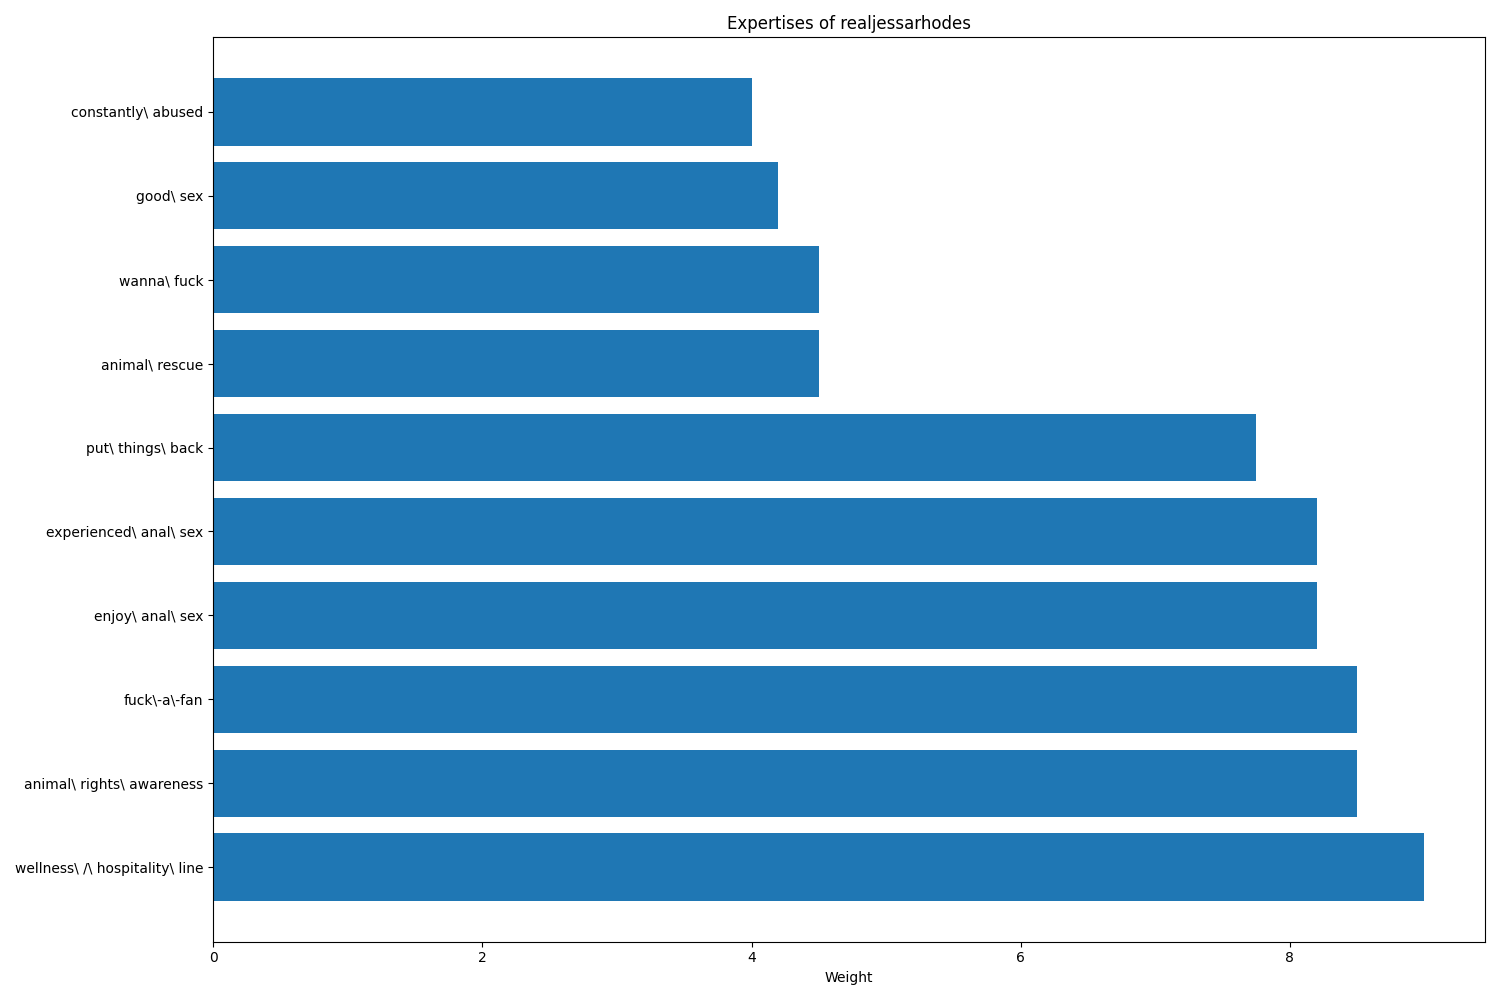 Expertises of realjessarhodes
constantly\ abused
good\ sex
wanna\ fuck
animal\ rescue
put\ things\ back
experienced\ anal\ sex
enjoy\ anal\ sex
fuck\-a\-fan
animal\ rights\ awareness
wellness\ /\ hospitality\ line
0 2 4 6 8
Weight